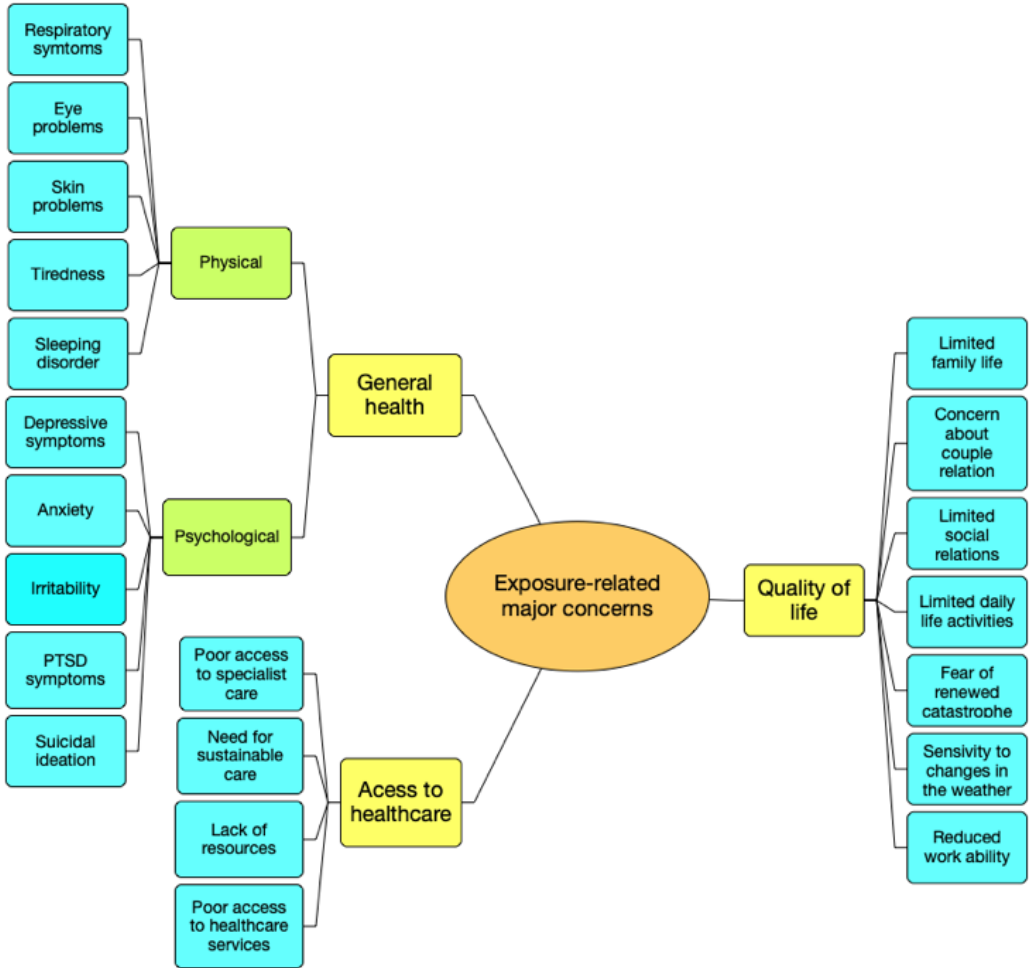 Respiratory
symtoms
Eye
problems
Skin
problems
Tiredness
Sleeping
disorder
Physical
Depressive
symptoms
Anxiety
Irritability
PTSD
symptoms
Suicidal
ideation
Psychological
General
health
Exposure-related
major concerns
Poor access
to specialist
care
Need for
sustainable
care
Lack of
resources
Poor access
to healthcare
services
Acess to
healthcare
Quality of
life
Limited
family life
Concern
about
couple
relation
Limited
social
relations
Limited daily
life activities
Fear of
renewed
catastrophe
Sensivity to
changes in
the weather
Reduced
work ability